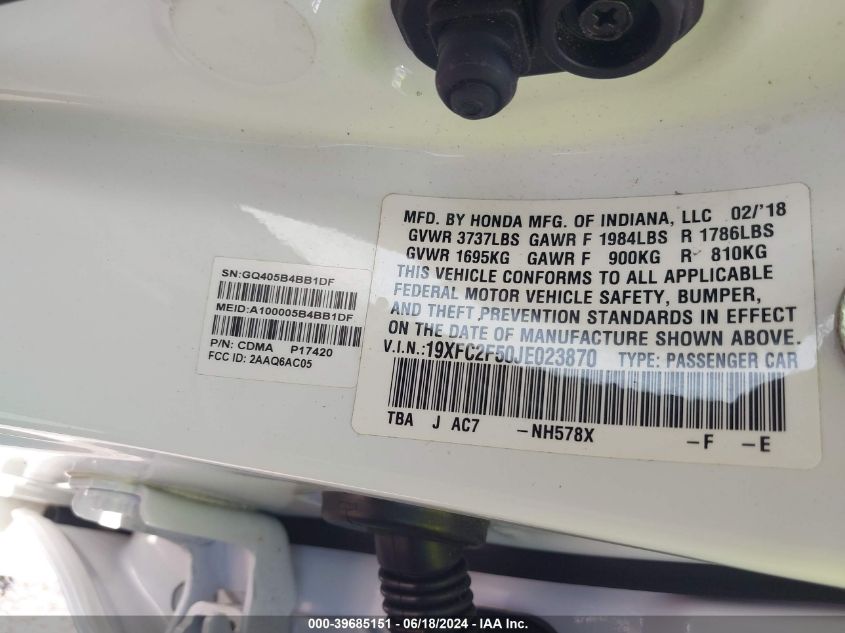 MFD. BY HONDA MFG. OF INDIANA, LLC 02/'18
GVWR 3737LBS GAWR F 1984LBS R 1786LBS
GVWR 1695KG GAWR F 900KG R 810KG
THIS VEHICLE CONFORMS TO ALL APPLICABLE
FEDERAL MOTOR VEHICLE SAFETY, BUMPER,
AND THEFT PREVENTION STANDARDS IN EFFECT
ON THE DATE OF MANUFACTURE SHOWN ABOVE.
V.I.N.:19XFC2F50JE023870 TYPE: PASSENGER CAR
TBA J AC7 -NH578X -F -E
SN:GQ405B4BB1DF
MEID:A100005B4BB1DF
P/N: CDMA P17420
FCC ID: 2AAQ6AC05
000-39685151 - 06/18/2024 - IAA Inc.